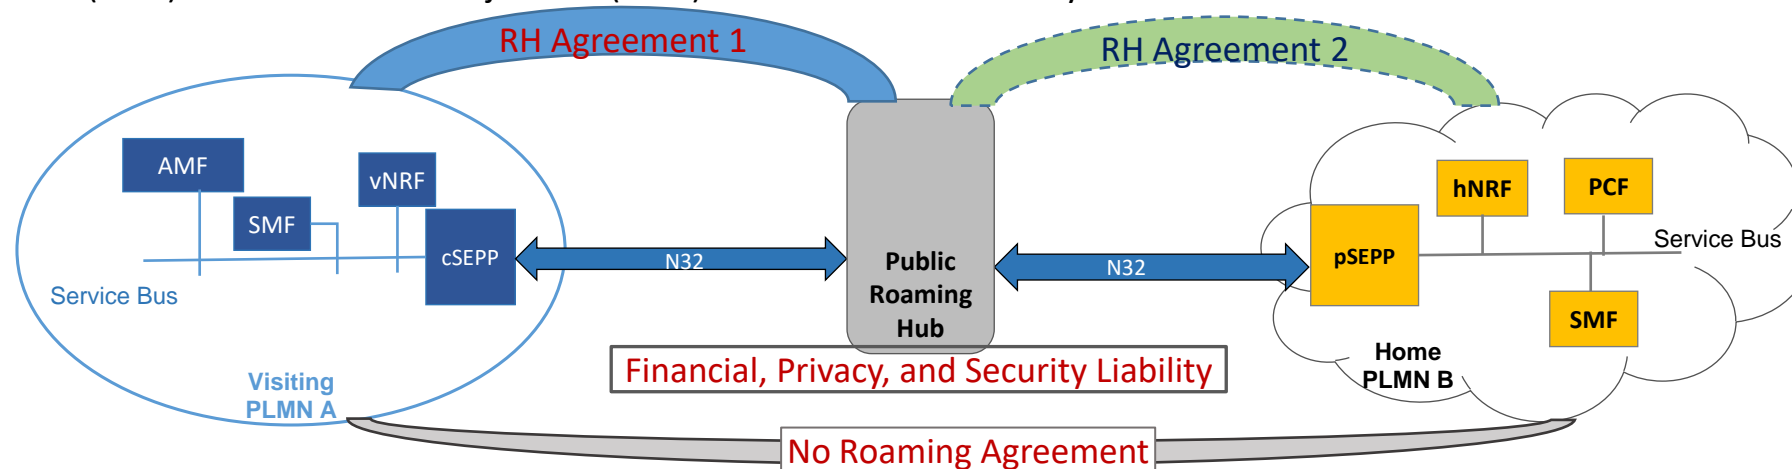 RH Agreement 1
RH Agreement 2
AMF
vNRF
SMF
cSEPP
Service Bus
Visiting
PLMN A
N32
Public
Roaming
Hub
N32
Financial, Privacy, and Security Liability
No Roaming Agreement
hNRF
PCF
pSEPP
Service Bus
SMF
Home
PLMN B